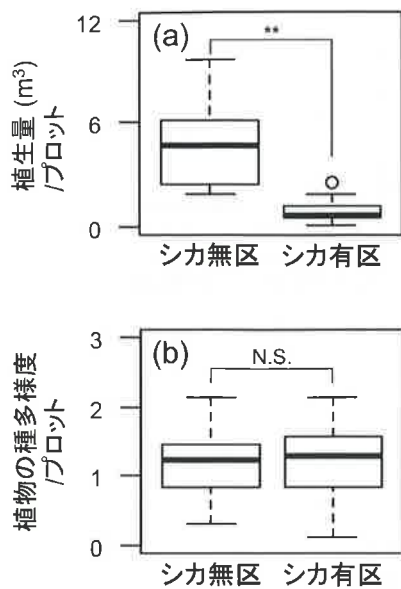 (a)
**
植生量 (m³)
/プロット
12
6
0
シカ無区 シカ有区
(b)
N.S.
植物の種多様度
/プロット
3
2
1
0
シカ無区 シカ有区